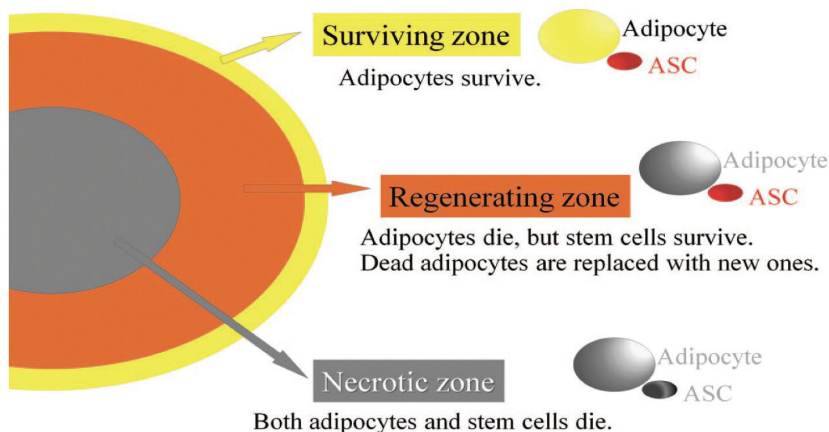 Surviving zone
Adipocyte
ASC
Adipocytes survive.
Regenerating zone
Adipocyte
ASC
Adipocytes die, but stem cells survive.
Dead adipocytes are replaced with new ones.
Necrotic zone
Adipocyte
ASC
Both adipocytes and stem cells die.